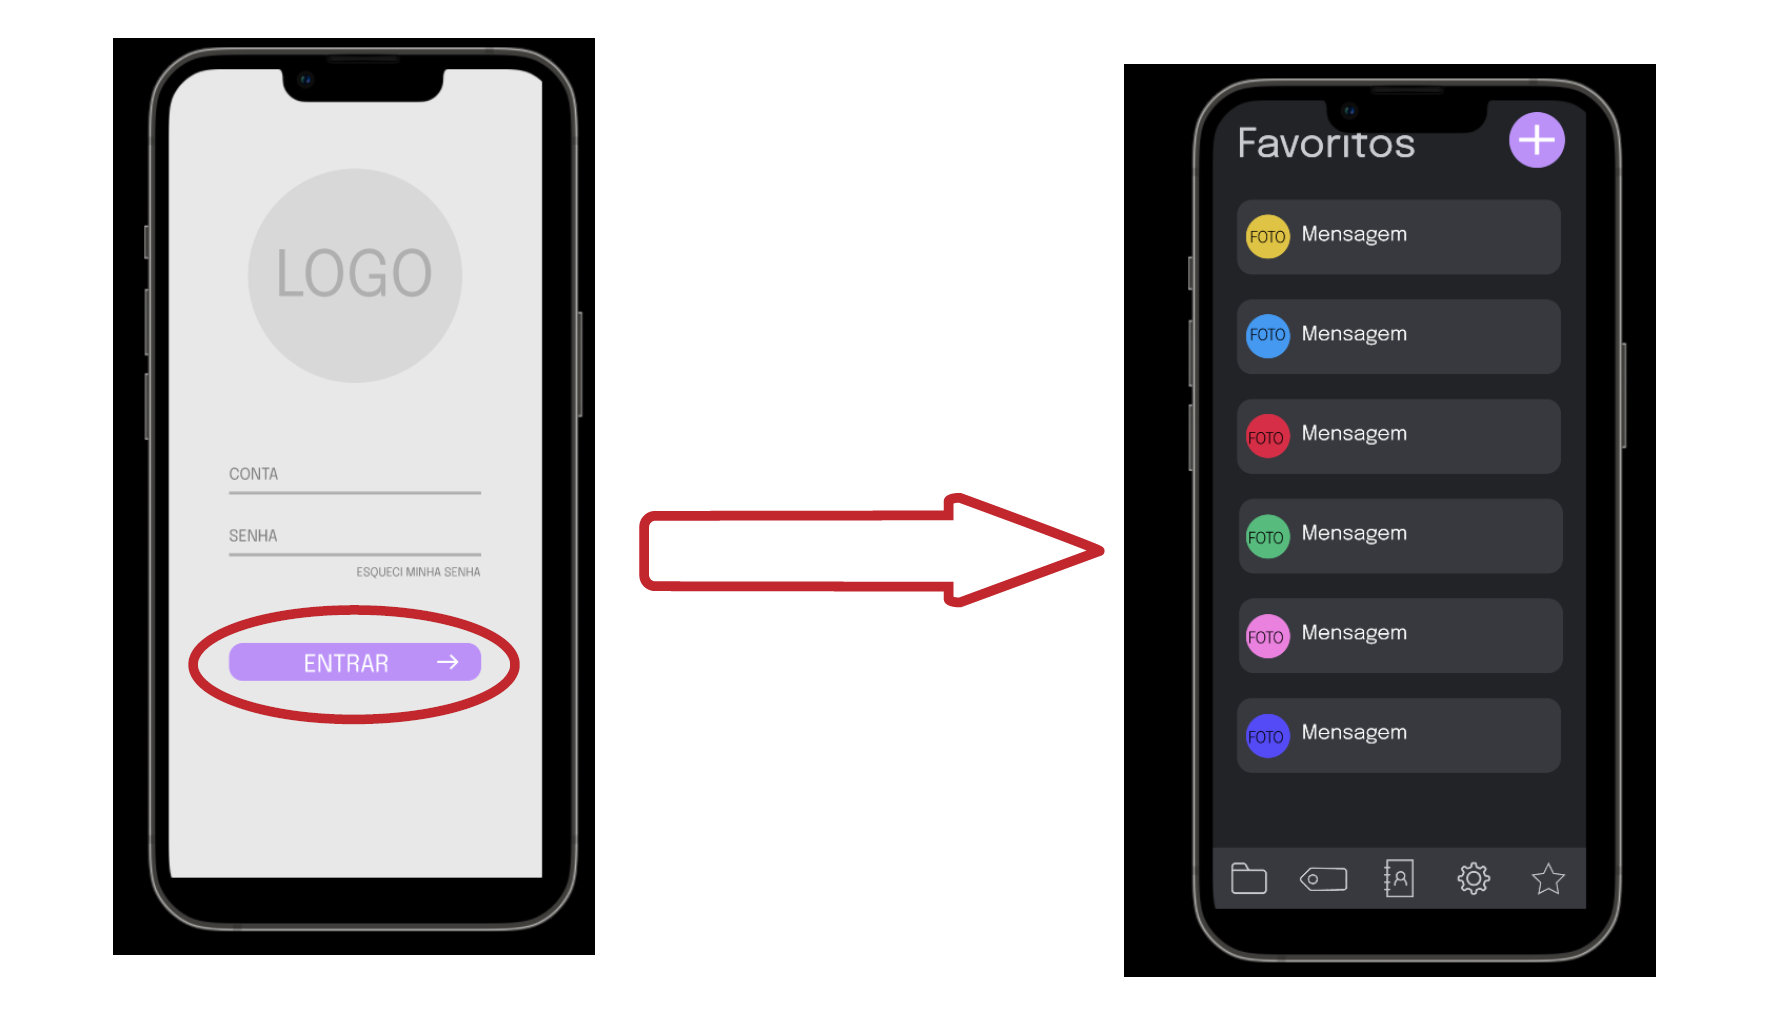 LOGO
CONTA
SENHA
ESQUECI MINHA SENHA
ENTRAR →
Favoritos
FOTO Mensagem
FOTO Mensagem
FOTO Mensagem
FOTO Mensagem
FOTO Mensagem
FOTO Mensagem